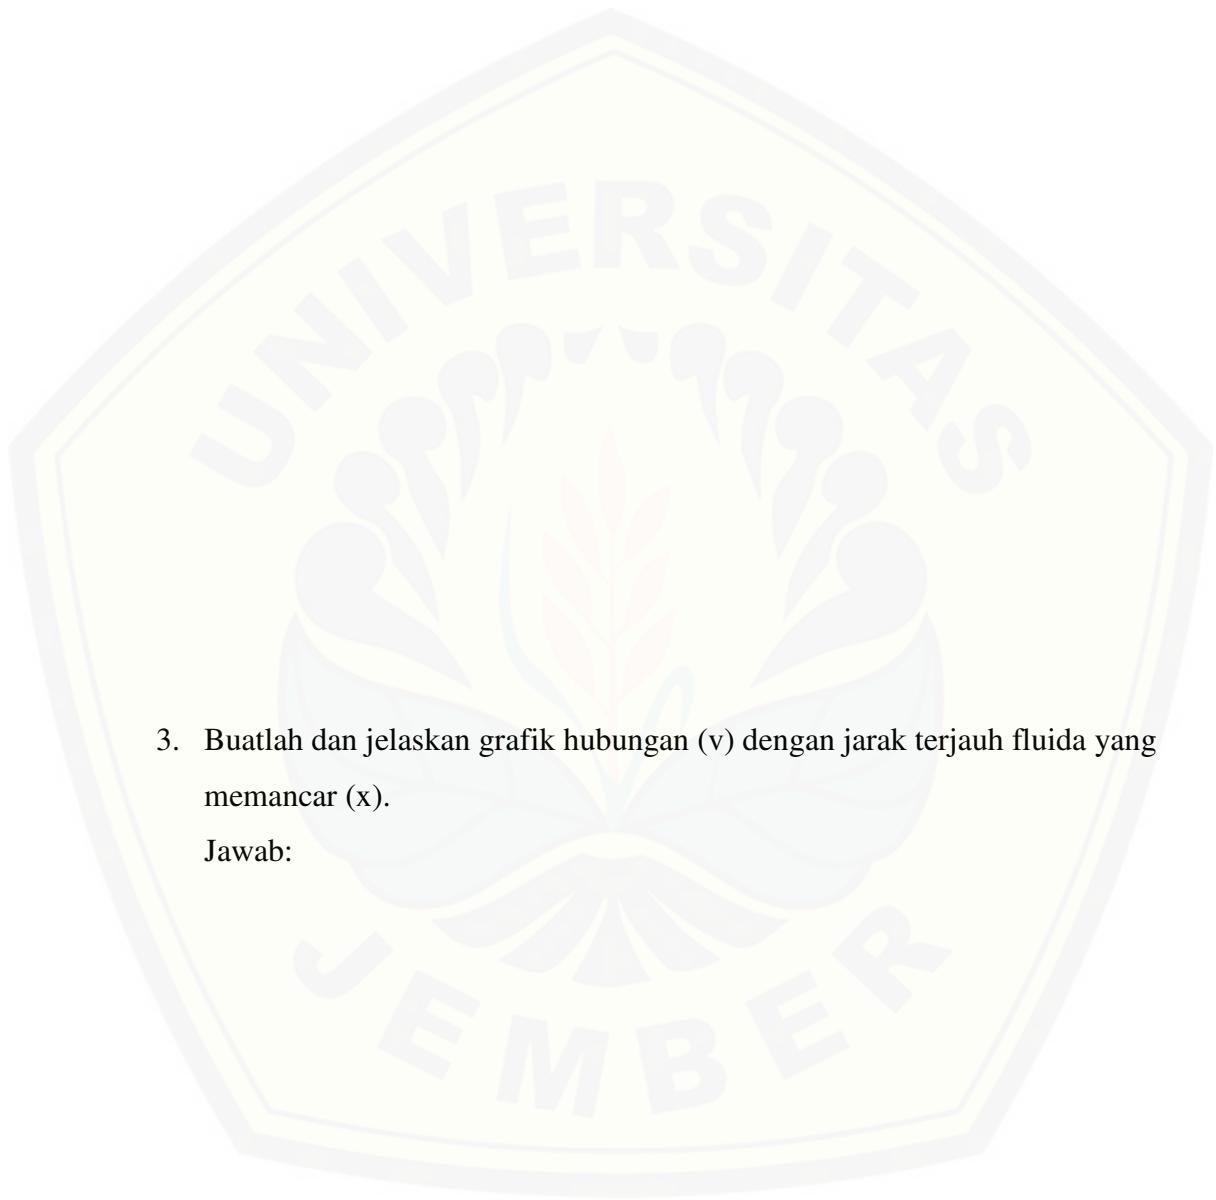 UNIVERSITAS
3. Buatlah dan jelaskan grafik hubungan (v) dengan jarak terjauh fluida yang
memancar (x).
Jawab:
JEMBER